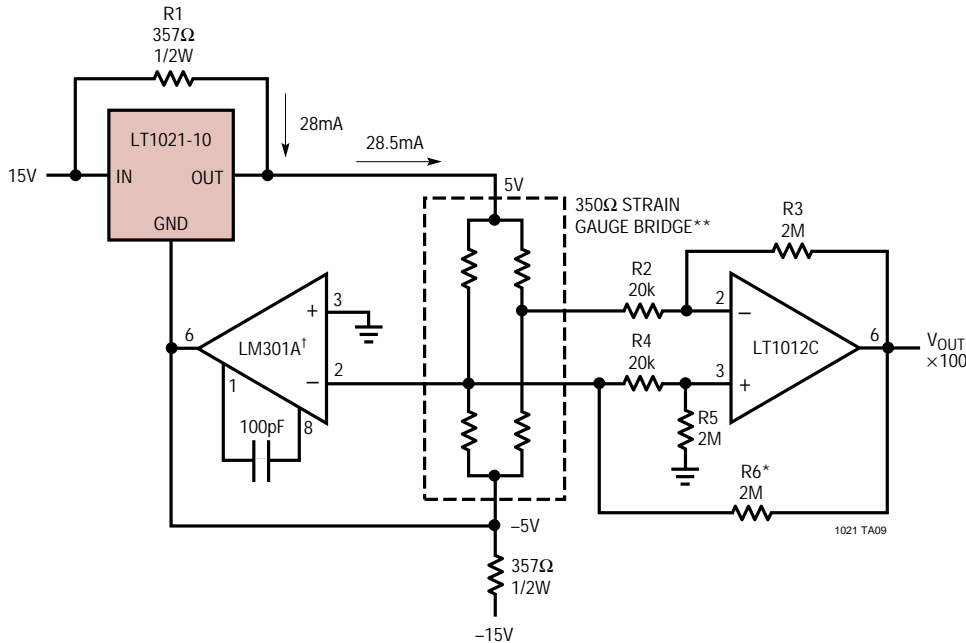 R1
357Ω
1/2W
28mA
LT1021-10
28.5mA
15V
IN
OUT
GND
5V
350Ω STRAIN
GAUGE BRIDGE**
R3
2M
R2
20k
2
−
LT1012C
6
VOUT
×100
R4
20k
3
+
R5
2M
R6*
2M
6
LM301A†
+
3
−
2
1
8
100pF
−5V
357Ω
1/2W
−15V
1021 TA09